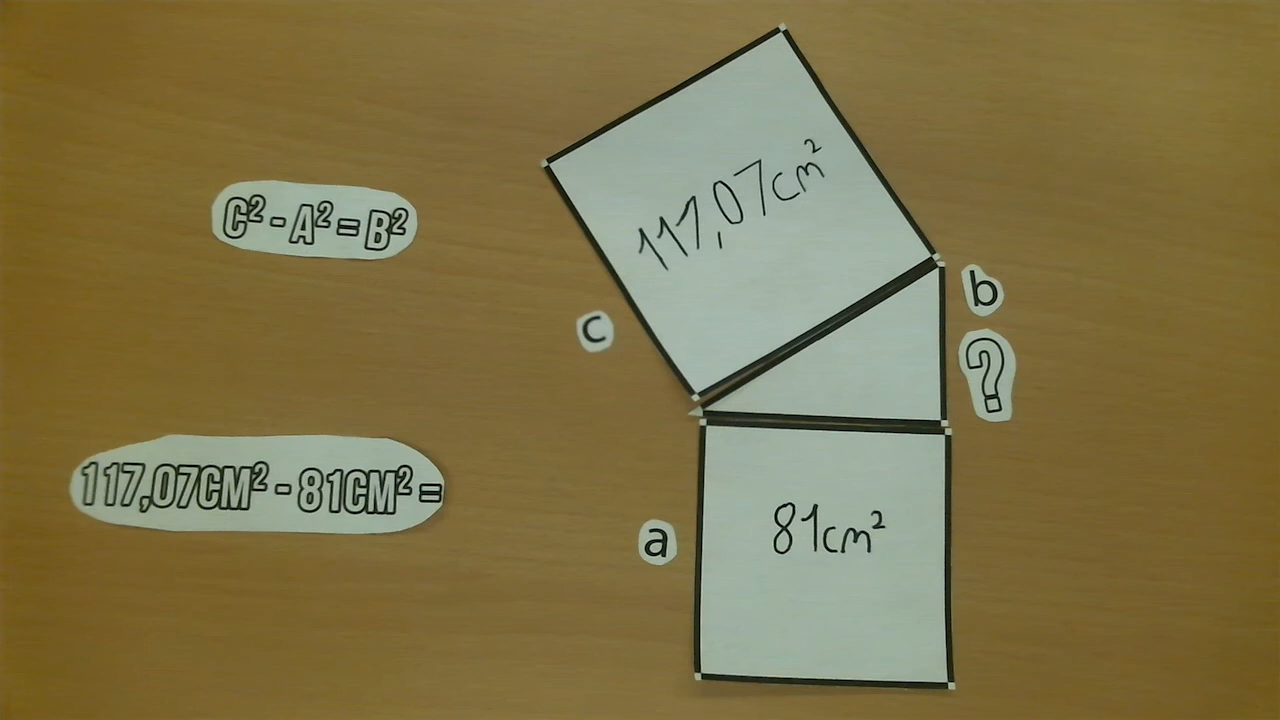 C² - A² = B²
117,07cm²
b
c
?
117,07CM² - 81CM² =
81cm²
a